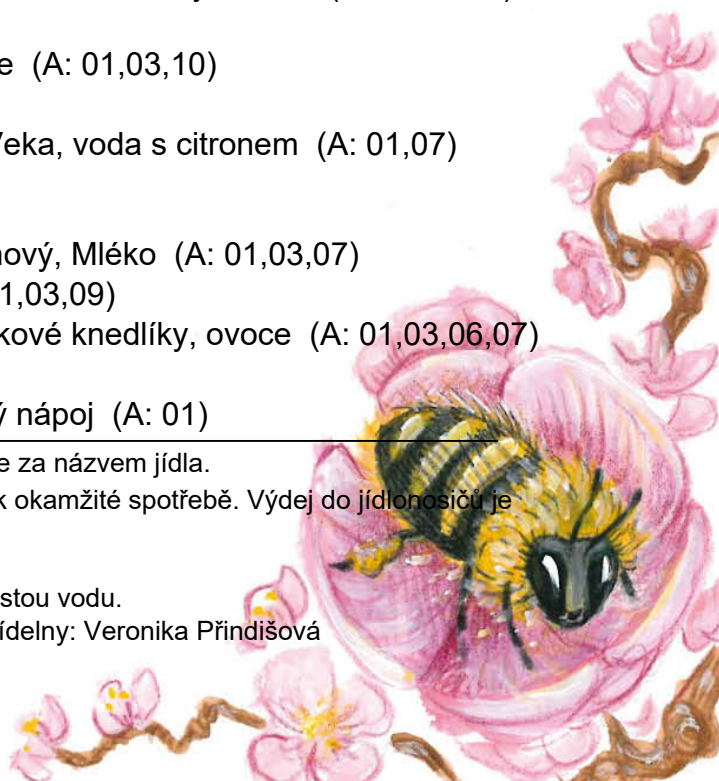 e (A: 01,03,10)
Veka, voda s citronem (A: 01,07)
nový, Mléko (A: 01,03,07)
1,03,09)
kové knedlíky, ovoce (A: 01,03,06,07)
ý nápoj (A: 01)
e za názvem jídla.
k okamžité spotřebě. Výdej do jídlonosičů je
stou vodu.
ídelny: Veronika Přindišová